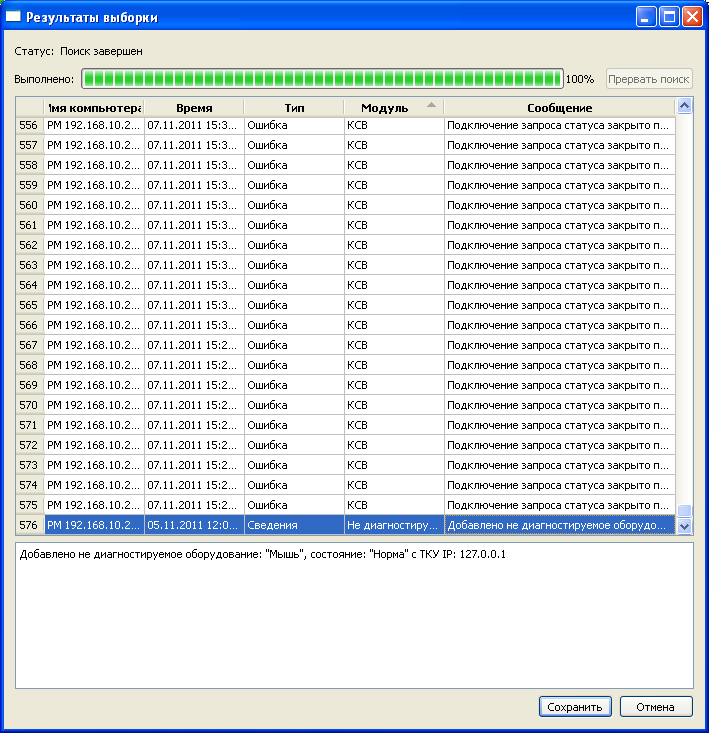 Результаты выборки
Статус: Поиск завершен
Выполнено: 100% Прервать поиск
Имя компьютера Время Тип Модуль Сообщение
556 РМ 192.168.10.2... 07.11.2011 15:3... Ошибка КСВ Подключение запроса статуса закрыто п...
557 РМ 192.168.10.2... 07.11.2011 15:3... Ошибка КСВ Подключение запроса статуса закрыто п...
558 РМ 192.168.10.2... 07.11.2011 15:3... Ошибка КСВ Подключение запроса статуса закрыто п...
559 РМ 192.168.10.2... 07.11.2011 15:3... Ошибка КСВ Подключение запроса статуса закрыто п...
560 РМ 192.168.10.2... 07.11.2011 15:3... Ошибка КСВ Подключение запроса статуса закрыто п...
561 РМ 192.168.10.2... 07.11.2011 15:3... Ошибка КСВ Подключение запроса статуса закрыто п...
562 РМ 192.168.10.2... 07.11.2011 15:3... Ошибка КСВ Подключение запроса статуса закрыто п...
563 РМ 192.168.10.2... 07.11.2011 15:3... Ошибка КСВ Подключение запроса статуса закрыто п...
564 РМ 192.168.10.2... 07.11.2011 15:3... Ошибка КСВ Подключение запроса статуса закрыто п...
565 РМ 192.168.10.2... 07.11.2011 15:3... Ошибка КСВ Подключение запроса статуса закрыто п...
566 РМ 192.168.10.2... 07.11.2011 15:3... Ошибка КСВ Подключение запроса статуса закрыто п...
567 РМ 192.168.10.2... 07.11.2011 15:2... Ошибка КСВ Подключение запроса статуса закрыто п...
568 РМ 192.168.10.2... 07.11.2011 15:2... Ошибка КСВ Подключение запроса статуса закрыто п...
569 РМ 192.168.10.2... 07.11.2011 15:2... Ошибка КСВ Подключение запроса статуса закрыто п...
570 РМ 192.168.10.2... 07.11.2011 15:2... Ошибка КСВ Подключение запроса статуса закрыто п...
571 РМ 192.168.10.2... 07.11.2011 15:2... Ошибка КСВ Подключение запроса статуса закрыто п...
572 РМ 192.168.10.2... 07.11.2011 15:2... Ошибка КСВ Подключение запроса статуса закрыто п...
573 РМ 192.168.10.2... 07.11.2011 15:2... Ошибка КСВ Подключение запроса статуса закрыто п...
574 РМ 192.168.10.2... 07.11.2011 15:2... Ошибка КСВ Подключение запроса статуса закрыто п...
575 РМ 192.168.10.2... 07.11.2011 15:2... Ошибка КСВ Подключение запроса статуса закрыто п...
576 РМ 192.168.10.2... 05.11.2011 12:0... Сведения Не диагностиру... Добавлено не диагностируемое оборудо...
Добавлено не диагностируемое оборудование: "Мышь", состояние: "Норма" с ТКУ IP: 127.0.0.1
Сохранить Отмена